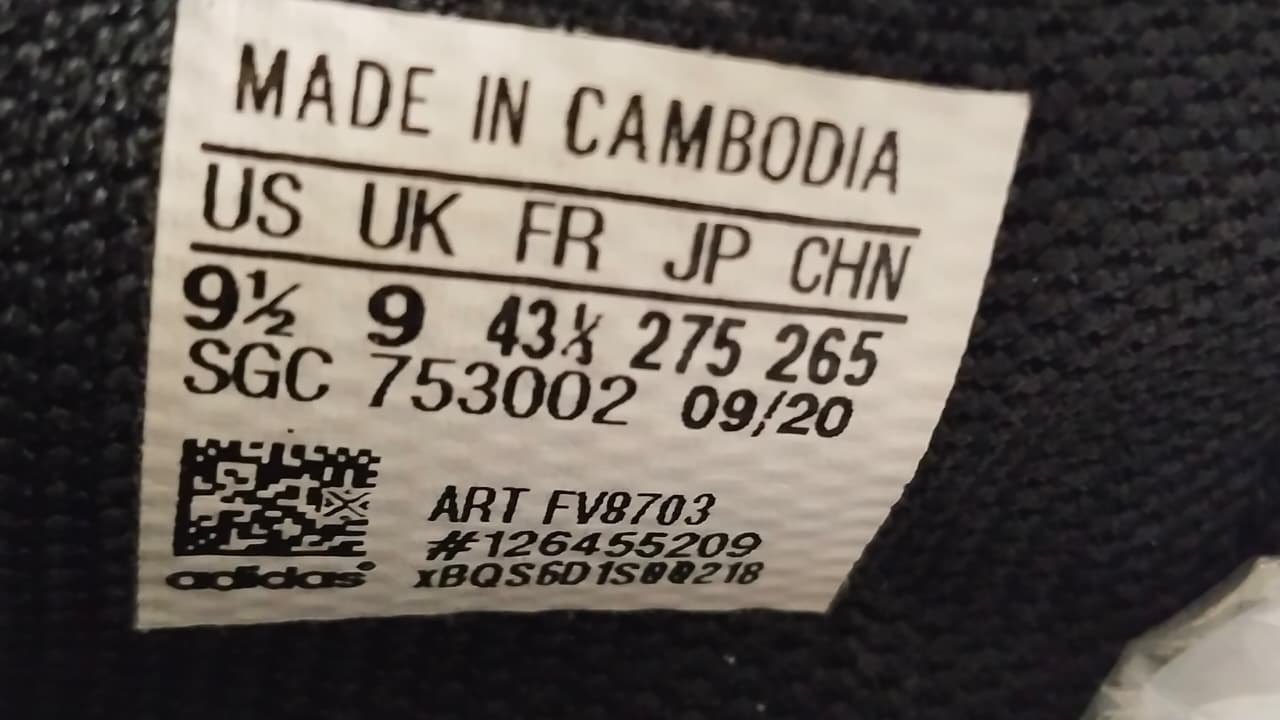 MADE IN CAMBODIA
US UK FR JP CHN
9½ 9 43⅓ 275 265
SGC 753002 09/20
ART FV8703
#126455209
adidas xBQS6D1S00218